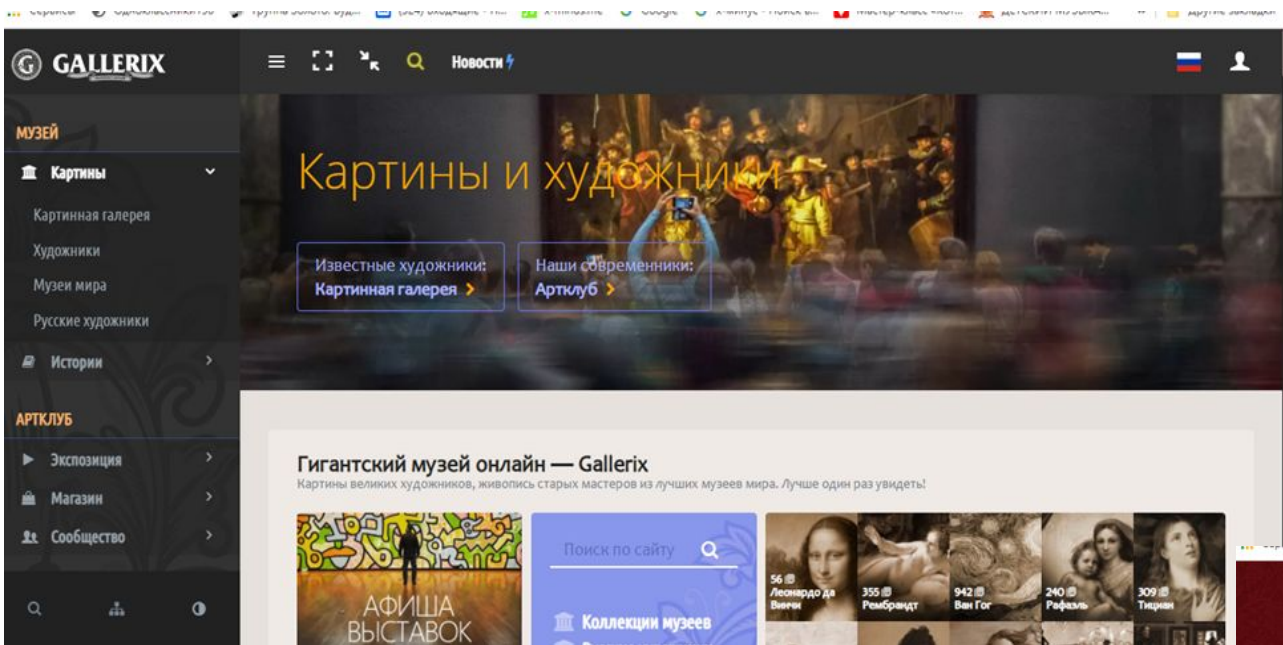 GALLERIX
Новости
МУЗЕЙ
Картины
Картинная галерея
Художники
Музеи мира
Русские художники
Истории
АРТКЛУБ
Экспозиция
Магазин
Сообщество
Картины и художники
Известные художники:
Картинная галерея
Наши современники:
Артклуб
Гигантский музей онлайн — Gallerix
Картины великих художников, живопись старых мастеров из лучших музеев мира. Лучше один раз увидеть!
АФИША
ВЫСТАВОК
Поиск по сайту
Коллекции музеев
56
Леонардо да
Винчи
355
Рембрандт
942
Ван Гог
240
Рафаэль
309
Тициан